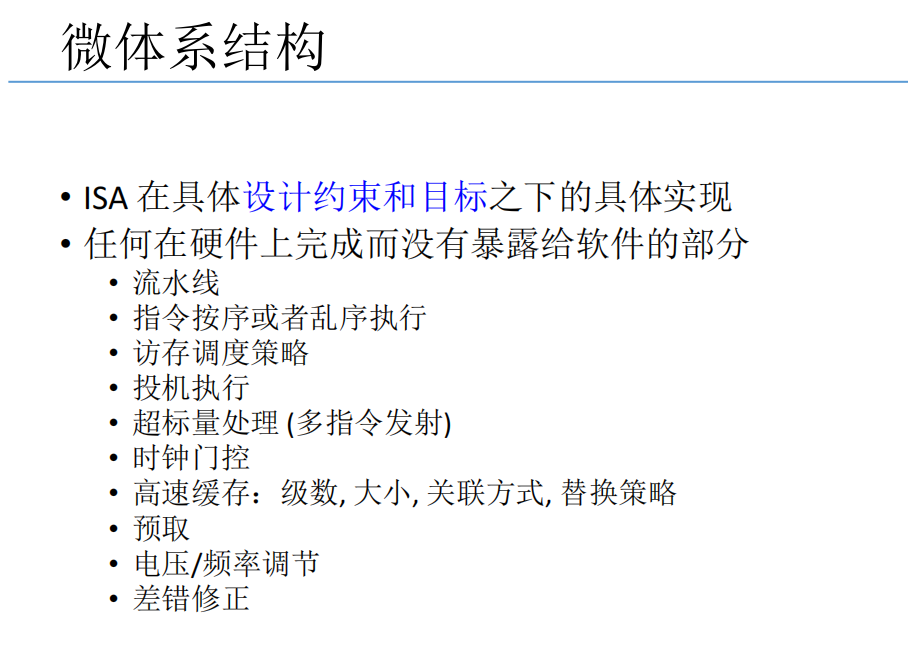 微体系结构
• ISA 在具体设计约束和目标之下的具体实现
• 任何在硬件上完成而没有暴露给软件的部分
• 流水线
• 指令按序或者乱序执行
• 访存调度策略
• 投机执行
• 超标量处理 (多指令发射)
• 时钟门控
• 高速缓存：级数, 大小, 关联方式, 替换策略
• 预取
• 电压/频率调节
• 差错修正